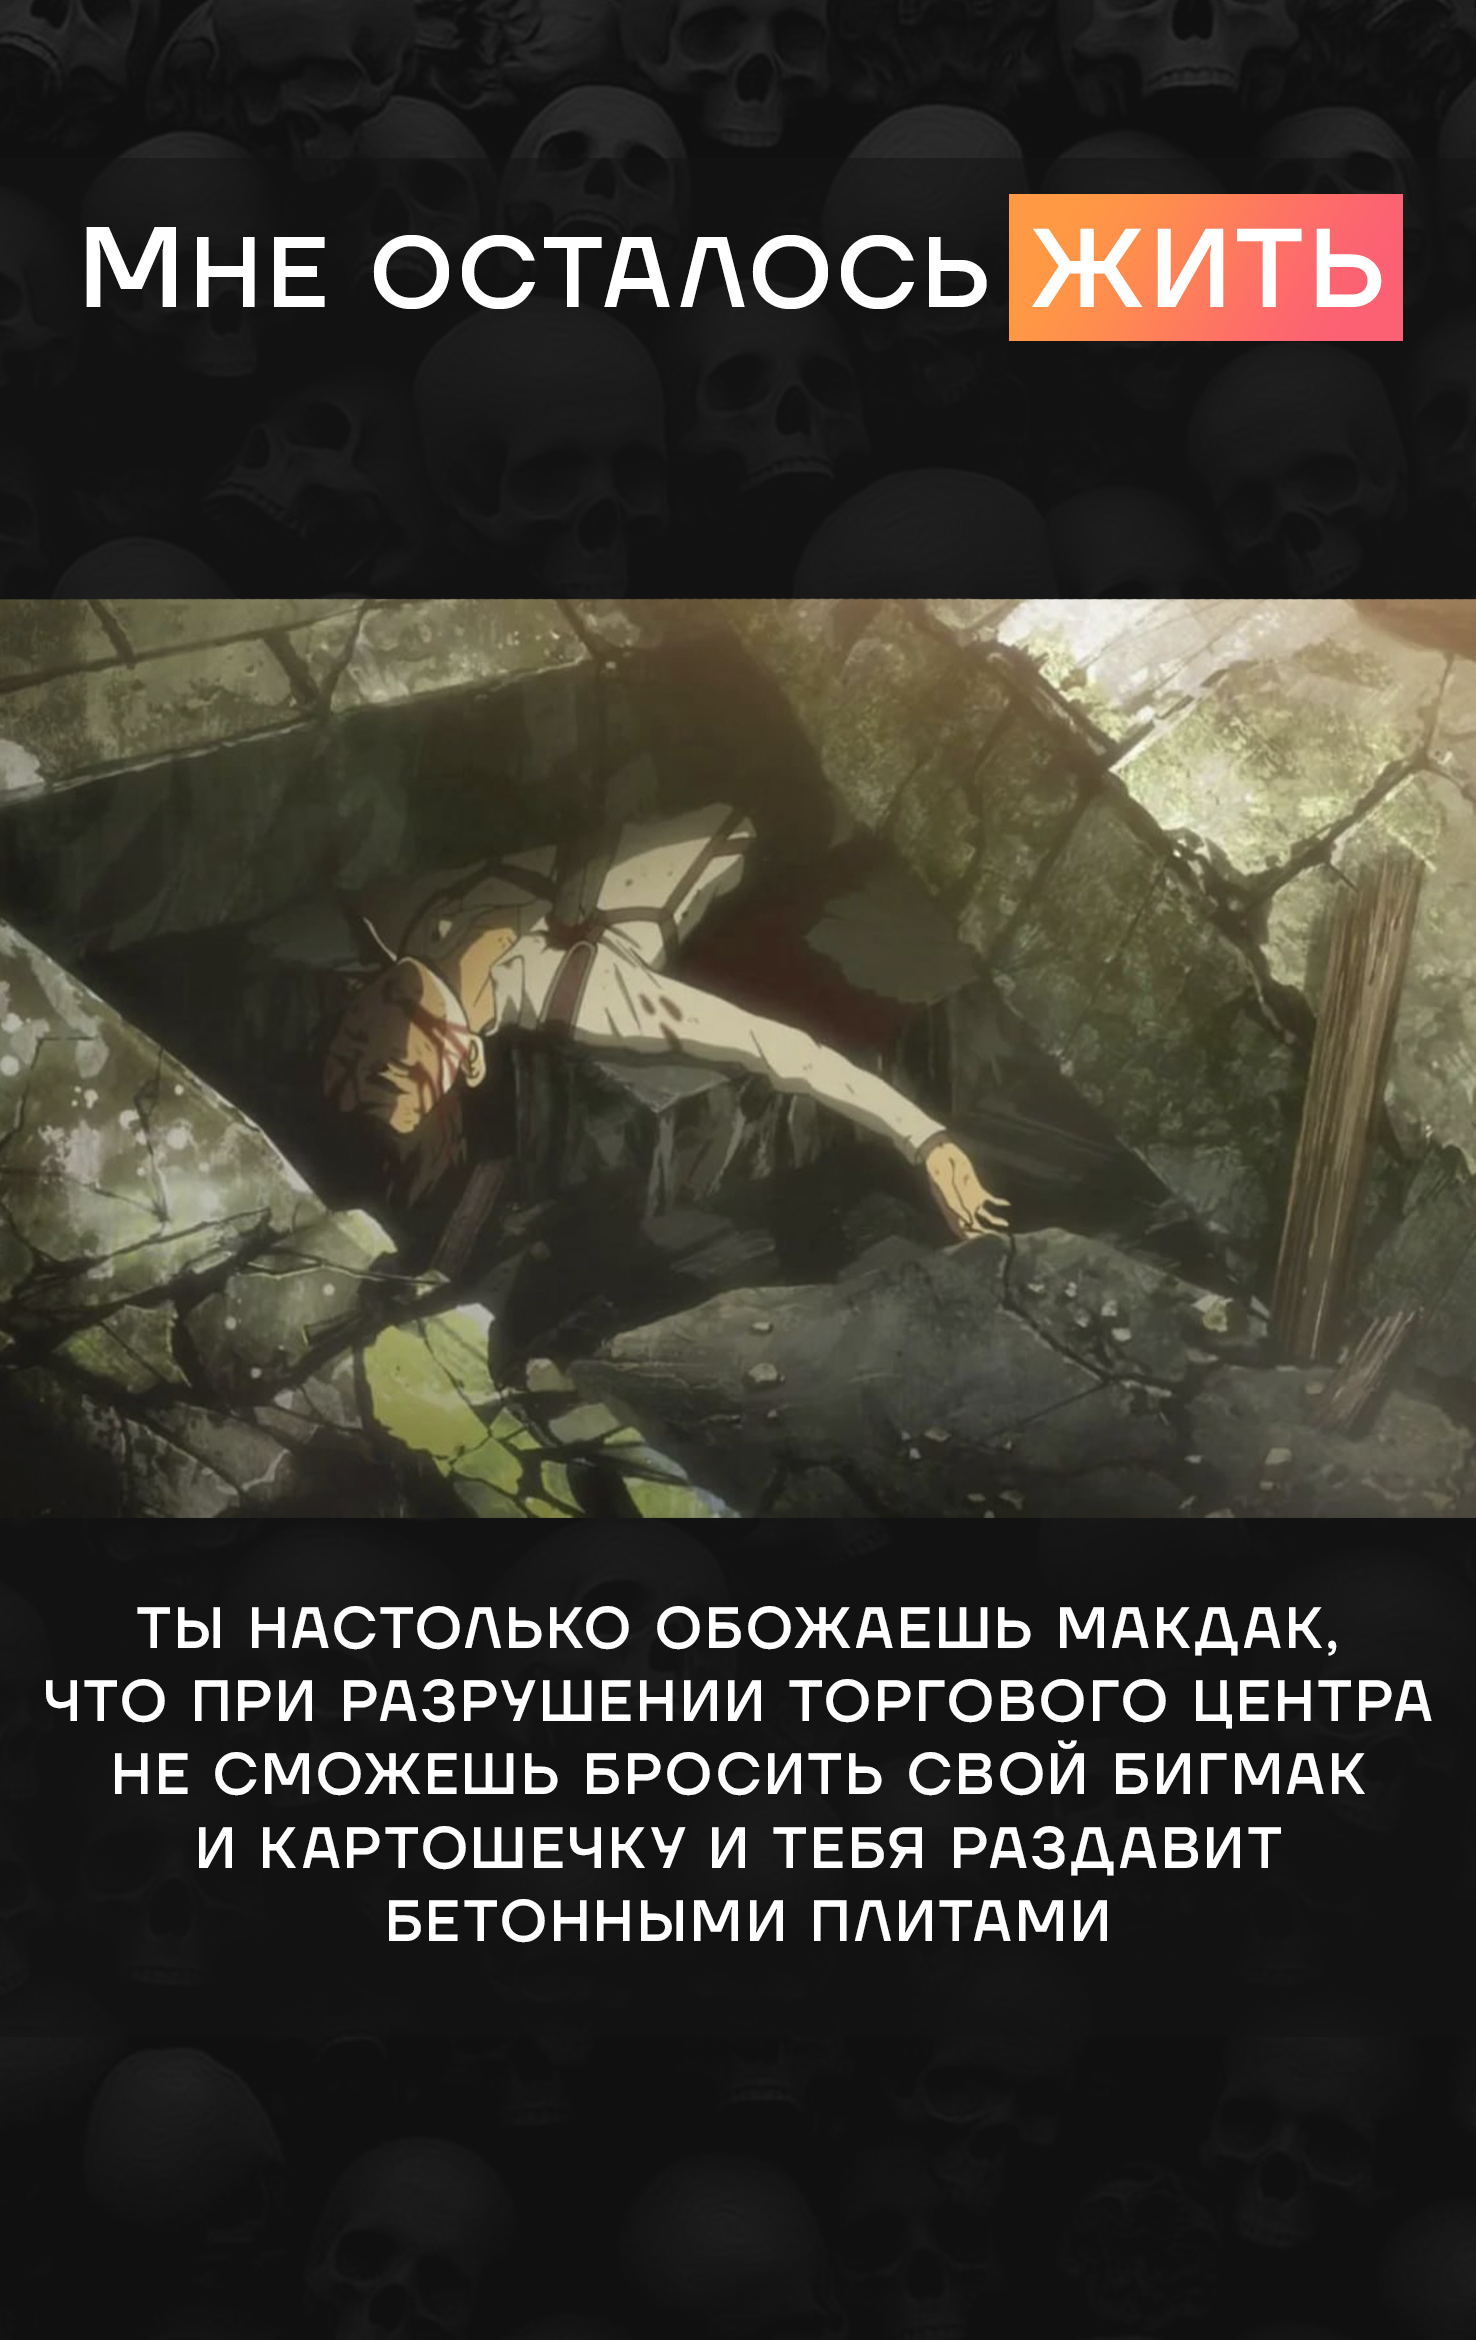 Мне осталось жить
ТЫ НАСТОЛЬКО ОБОЖАЕШЬ МАКДАК,
ЧТО ПРИ РАЗРУШЕНИИ ТОРГОВОГО ЦЕНТРА
НЕ СМОЖЕШЬ БРОСИТЬ СВОЙ БИГМАК
И КАРТОШЕЧКУ И ТЕБЯ РАЗДАВИТ
БЕТОННЫМИ ПЛИТАМИ